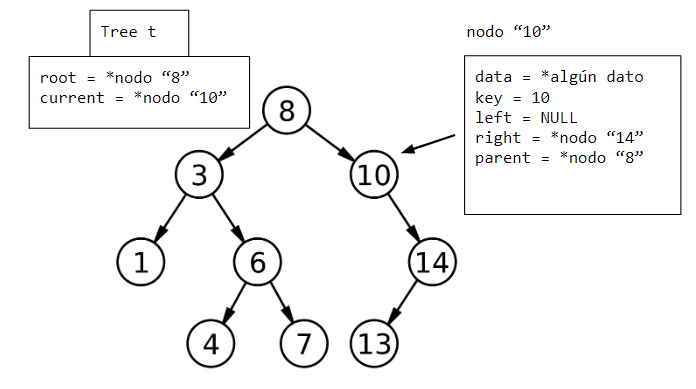 Tree t
root = *nodo “8”
current = *nodo “10”
nodo “10”
data = *algún dato
key = 10
left = NULL
right = *nodo “14”
parent = *nodo “8”
8
3
10
1
6
14
4
7
13